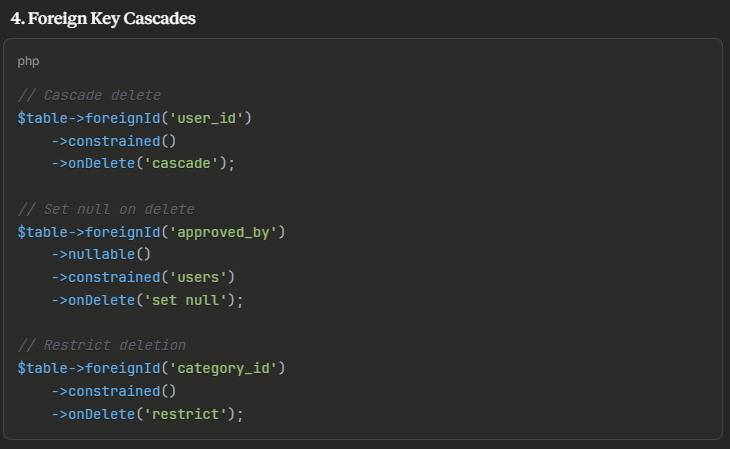 4. Foreign Key Cascades
php
// Cascade delete
$table->foreignId('user_id')
    ->constrained()
    ->onDelete('cascade');
// Set null on delete
$table->foreignId('approved_by')
    ->nullable()
    ->constrained('users')
    ->onDelete('set null');
// Restrict deletion
$table->foreignId('category_id')
    ->constrained()
    ->onDelete('restrict');